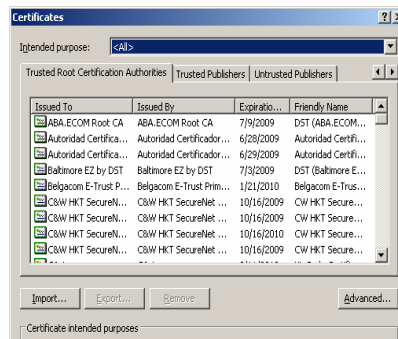 Certificates
Intended purpose: <All>
Trusted Root Certification Authorities Trusted Publishers Untrusted Publishers
Issued To Issued By Expiratio... Friendly Name
ABA.ECOM Root CA ABA.ECOM Root CA 7/9/2009 DST (ABA.ECOM...
Autoridad Certifica... Autoridad Certificador... 6/28/2009 Autoridad Certifi...
Autoridad Certifica... Autoridad Certificador... 6/29/2009 Autoridad Certifi...
Baltimore EZ by DST Baltimore EZ by DST 7/3/2009 DST (Baltimore E...
Belgacom E-Trust P... Belgacom E-Trust Prim... 1/21/2010 Belgacom E-Trus...
C&W HKT SecureN... C&W HKT SecureNet ... 10/16/2009 CW HKT Secure...
C&W HKT SecureN... C&W HKT SecureNet ... 10/16/2009 CW HKT Secure...
C&W HKT SecureN... C&W HKT SecureNet ... 10/16/2010 CW HKT Secure...
C&W HKT SecureN... C&W HKT SecureNet ... 10/16/2009 CW HKT Secure...
Import... Export... Remove Advanced...
Certificate intended purposes